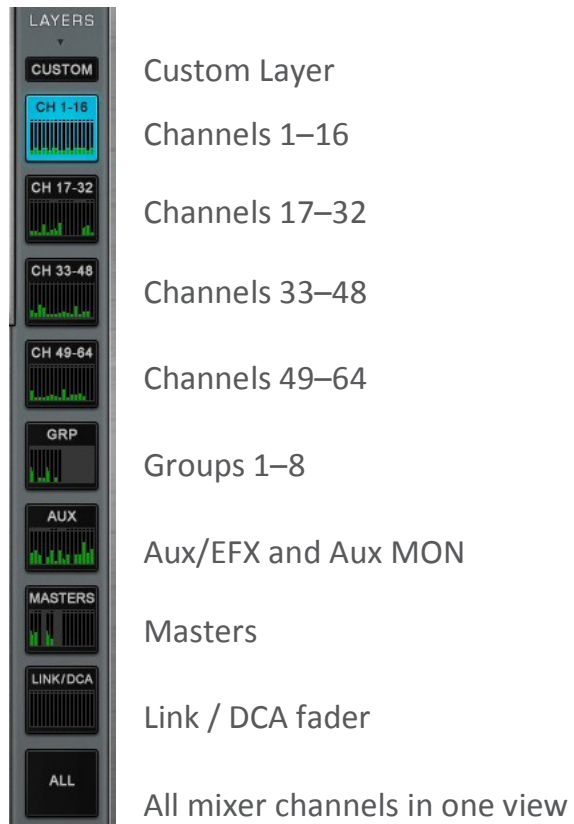 LAYERS
CUSTOM
Custom Layer
CH 1-16
Channels 1–16
CH 17-32
Channels 17–32
CH 33-48
Channels 33–48
CH 49-64
Channels 49–64
GRP
Groups 1–8
AUX
Aux/EFX and Aux MON
MASTERS
Masters
LINK/DCA
Link / DCA fader
ALL
All mixer channels in one view